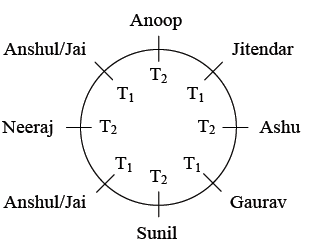 Anoop
Anshul/Jai Jitendar
T2
T1 T1
Neeraj T2 T2 Ashu
T1 T1
T2
Anshul/Jai Gaurav
Sunil